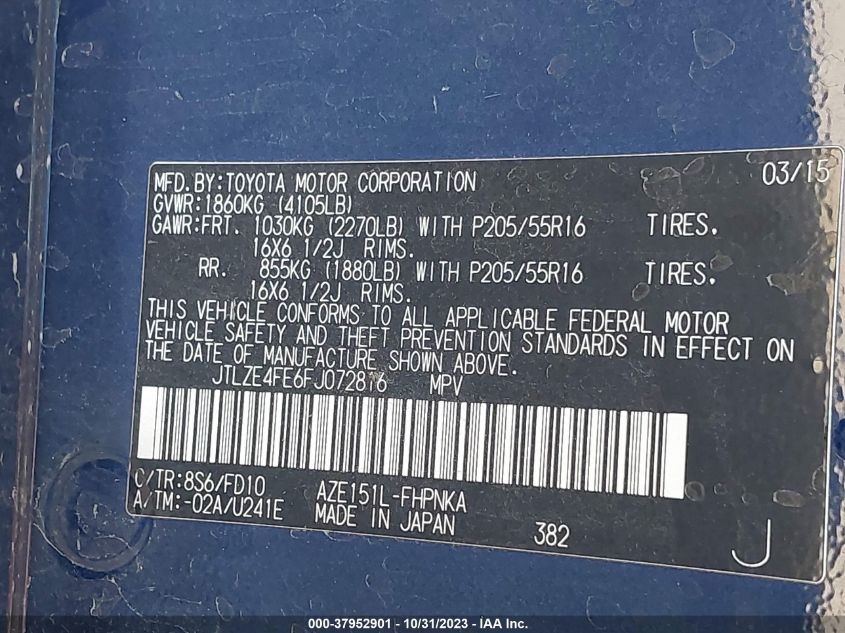 MFD.BY:TOYOTA MOTOR CORPORATION 03/15
GVWR:1860KG (4105LB)
GAWR:FRT. 1030KG (2270LB) WITH P205/55R16 TIRES.
16X6 1/2J RIMS.
RR. 855KG (1880LB) WITH P205/55R16 TIRES.
16X6 1/2J RIMS.
THIS VEHICLE CONFORMS TO ALL APPLICABLE FEDERAL MOTOR
VEHICLE SAFETY AND THEFT PREVENTION STANDARDS IN EFFECT ON
THE DATE OF MANUFACTURE SHOWN ABOVE.
JTLZE4FE6FJ072816 MPV
C/TR:8S6/FD10 AZE151L-FHPNKA
A/TM:-02A/U241E MADE IN JAPAN 382 J
000-37952901 - 10/31/2023 - IAA Inc.